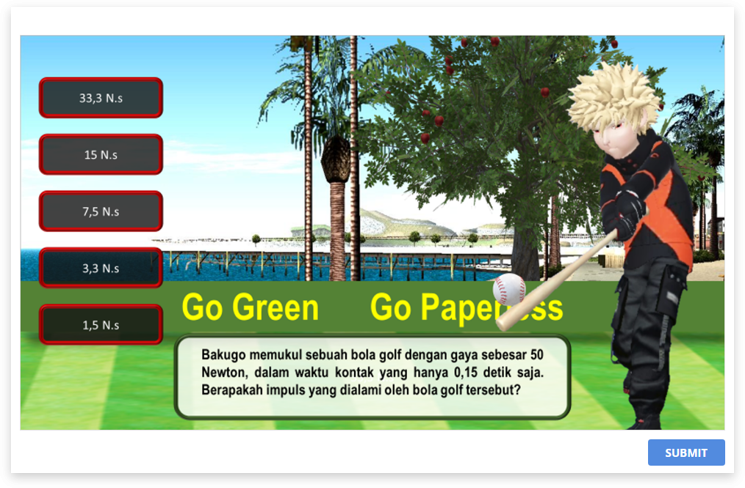 33,3 N.s
15 N.s
7,5 N.s
3,3 N.s
1,5 N.s
Go Green Go Paperless
Bakugo memukul sebuah bola golf dengan gaya sebesar 50
Newton, dalam waktu kontak yang hanya 0,15 detik saja.
Berapakah impuls yang dialami oleh bola golf tersebut?
SUBMIT